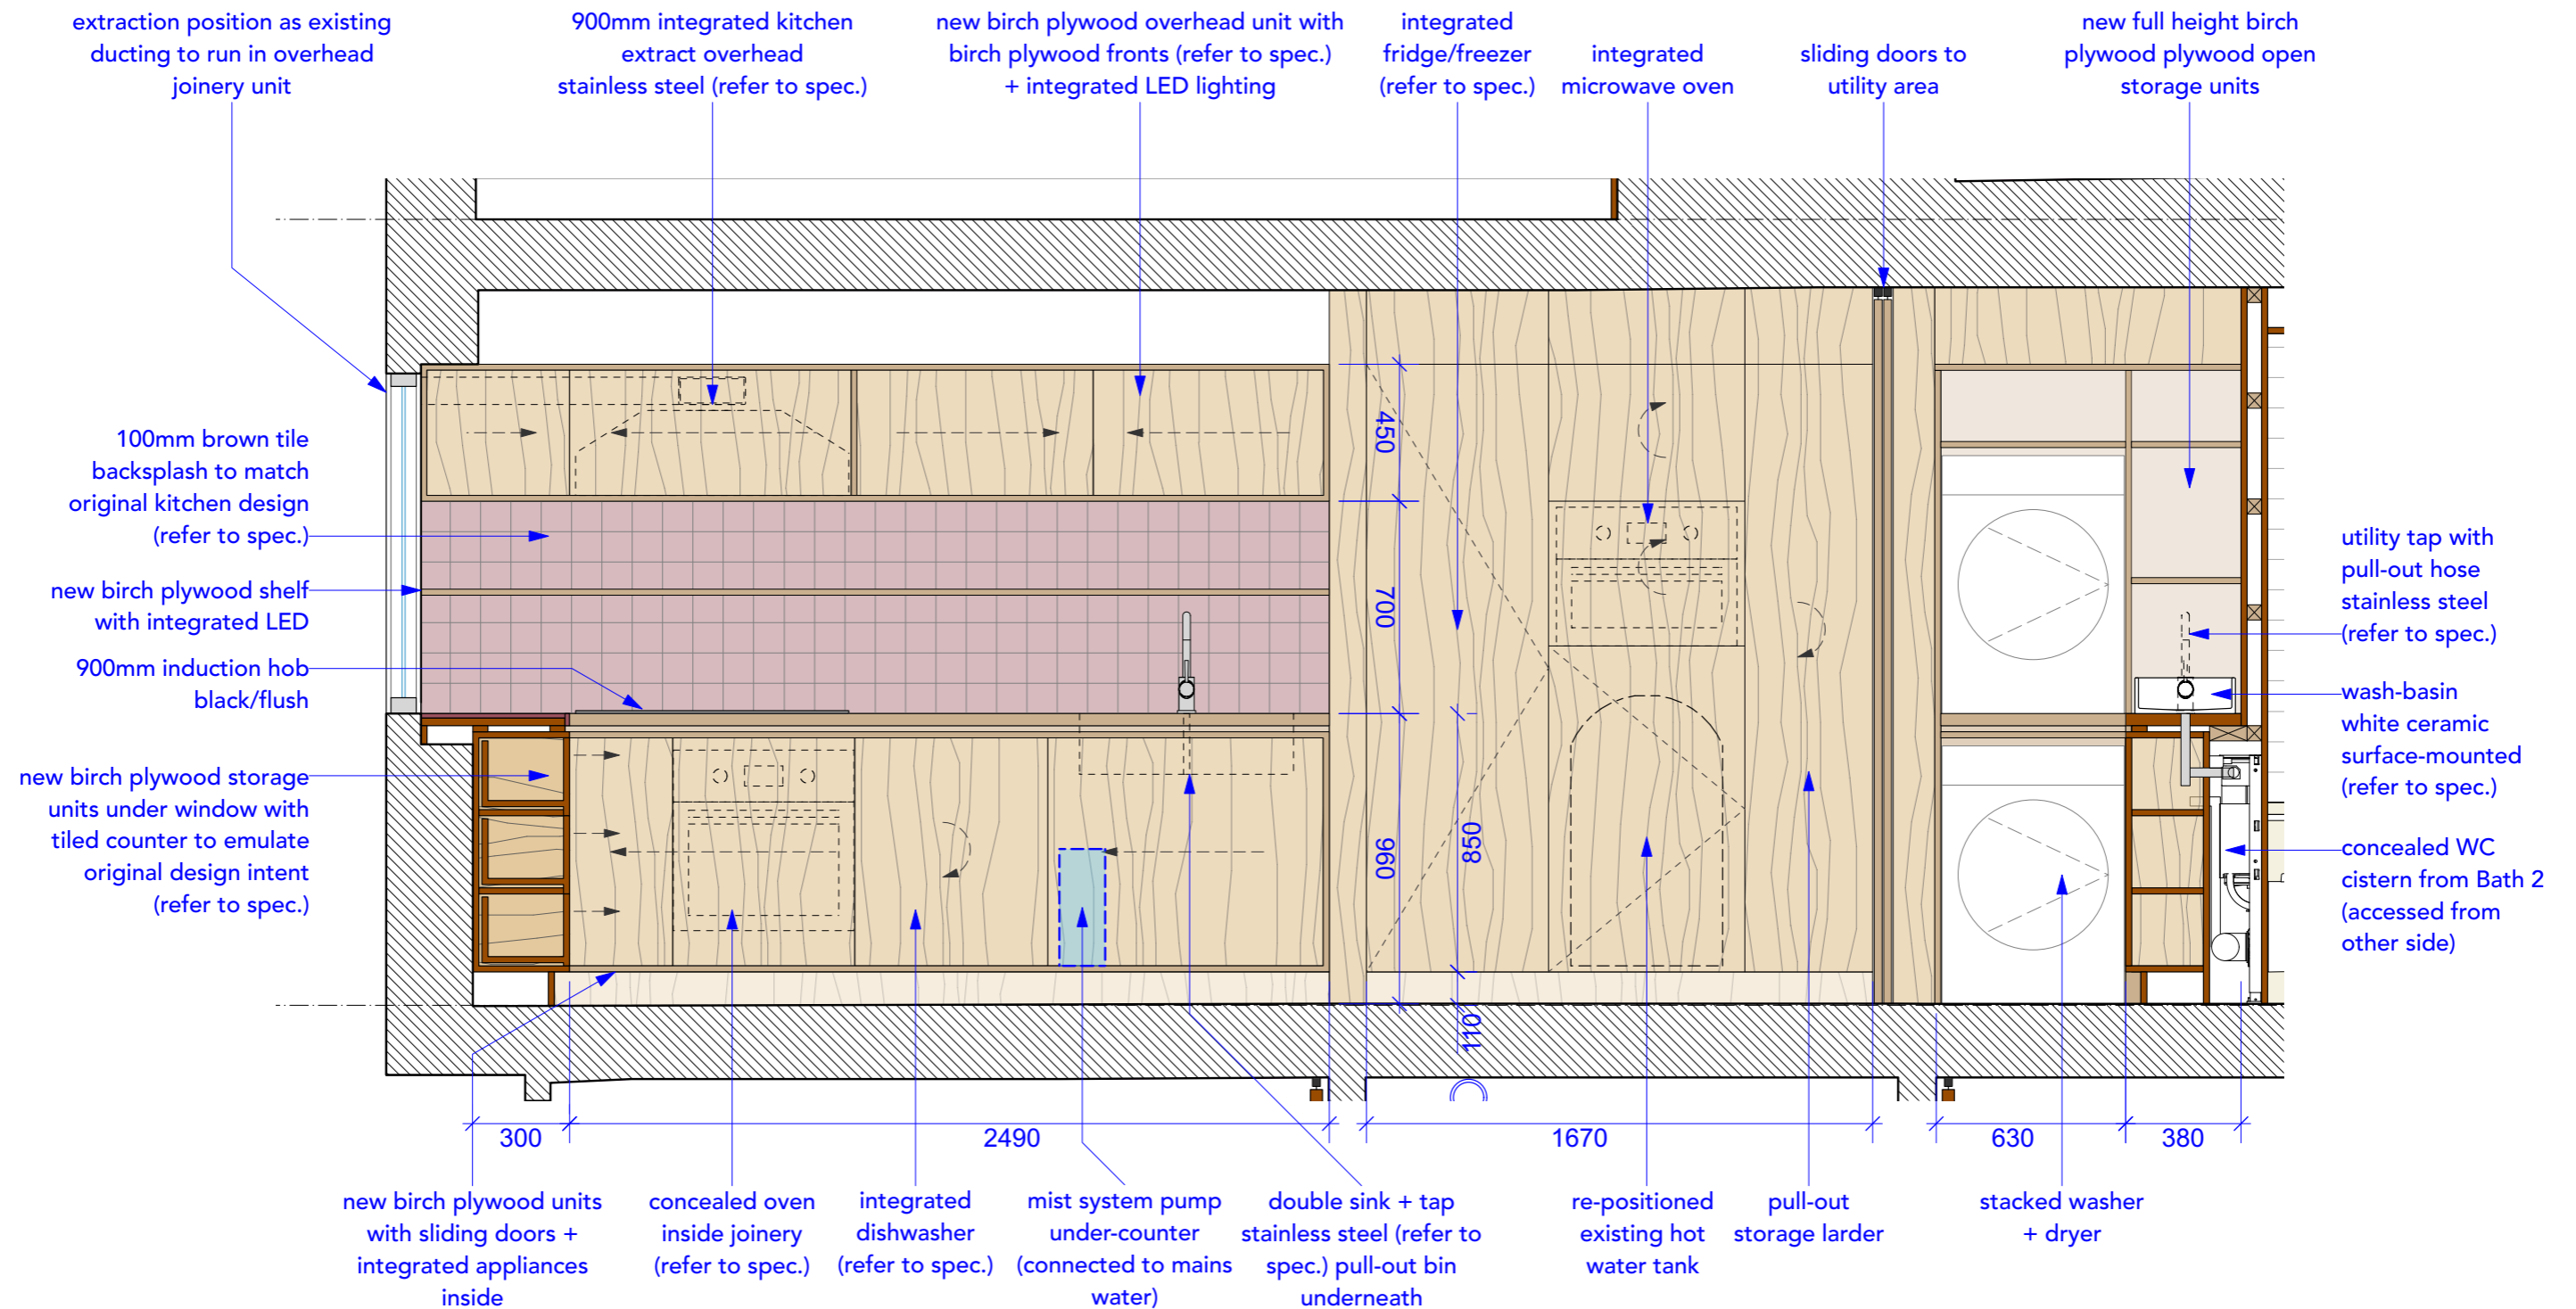 extraction position as existing
ducting to run in overhead
joinery unit
900mm integrated kitchen
extract overhead
stainless steel (refer to spec.)
new birch plywood overhead unit with
birch plywood fronts (refer to spec.)
+ integrated LED lighting
integrated
fridge/freezer
(refer to spec.)
integrated
microwave oven
sliding doors to
utility area
new full height birch
plywood plywood open
storage units
100mm brown tile
backsplash to match
original kitchen design
(refer to spec.)
new birch plywood shelf
with integrated LED
900mm induction hob
black/flush
new birch plywood storage
units under window with
tiled counter to emulate
original design intent
(refer to spec.)
450
700
960
850
110
utility tap with
pull-out hose
stainless steel
(refer to spec.)
wash-basin
white ceramic
surface-mounted
(refer to spec.)
concealed WC
cistern from Bath 2
(accessed from
other side)
300
2490
1670
630
380
new birch plywood units
with sliding doors +
integrated appliances
inside
concealed oven
inside joinery
(refer to spec.)
integrated
dishwasher
(refer to spec.)
mist system pump
under-counter
(connected to mains
water)
double sink + tap
stainless steel (refer to
spec.) pull-out bin
underneath
re-positioned
existing hot
water tank
pull-out
storage larder
stacked washer
+ dryer